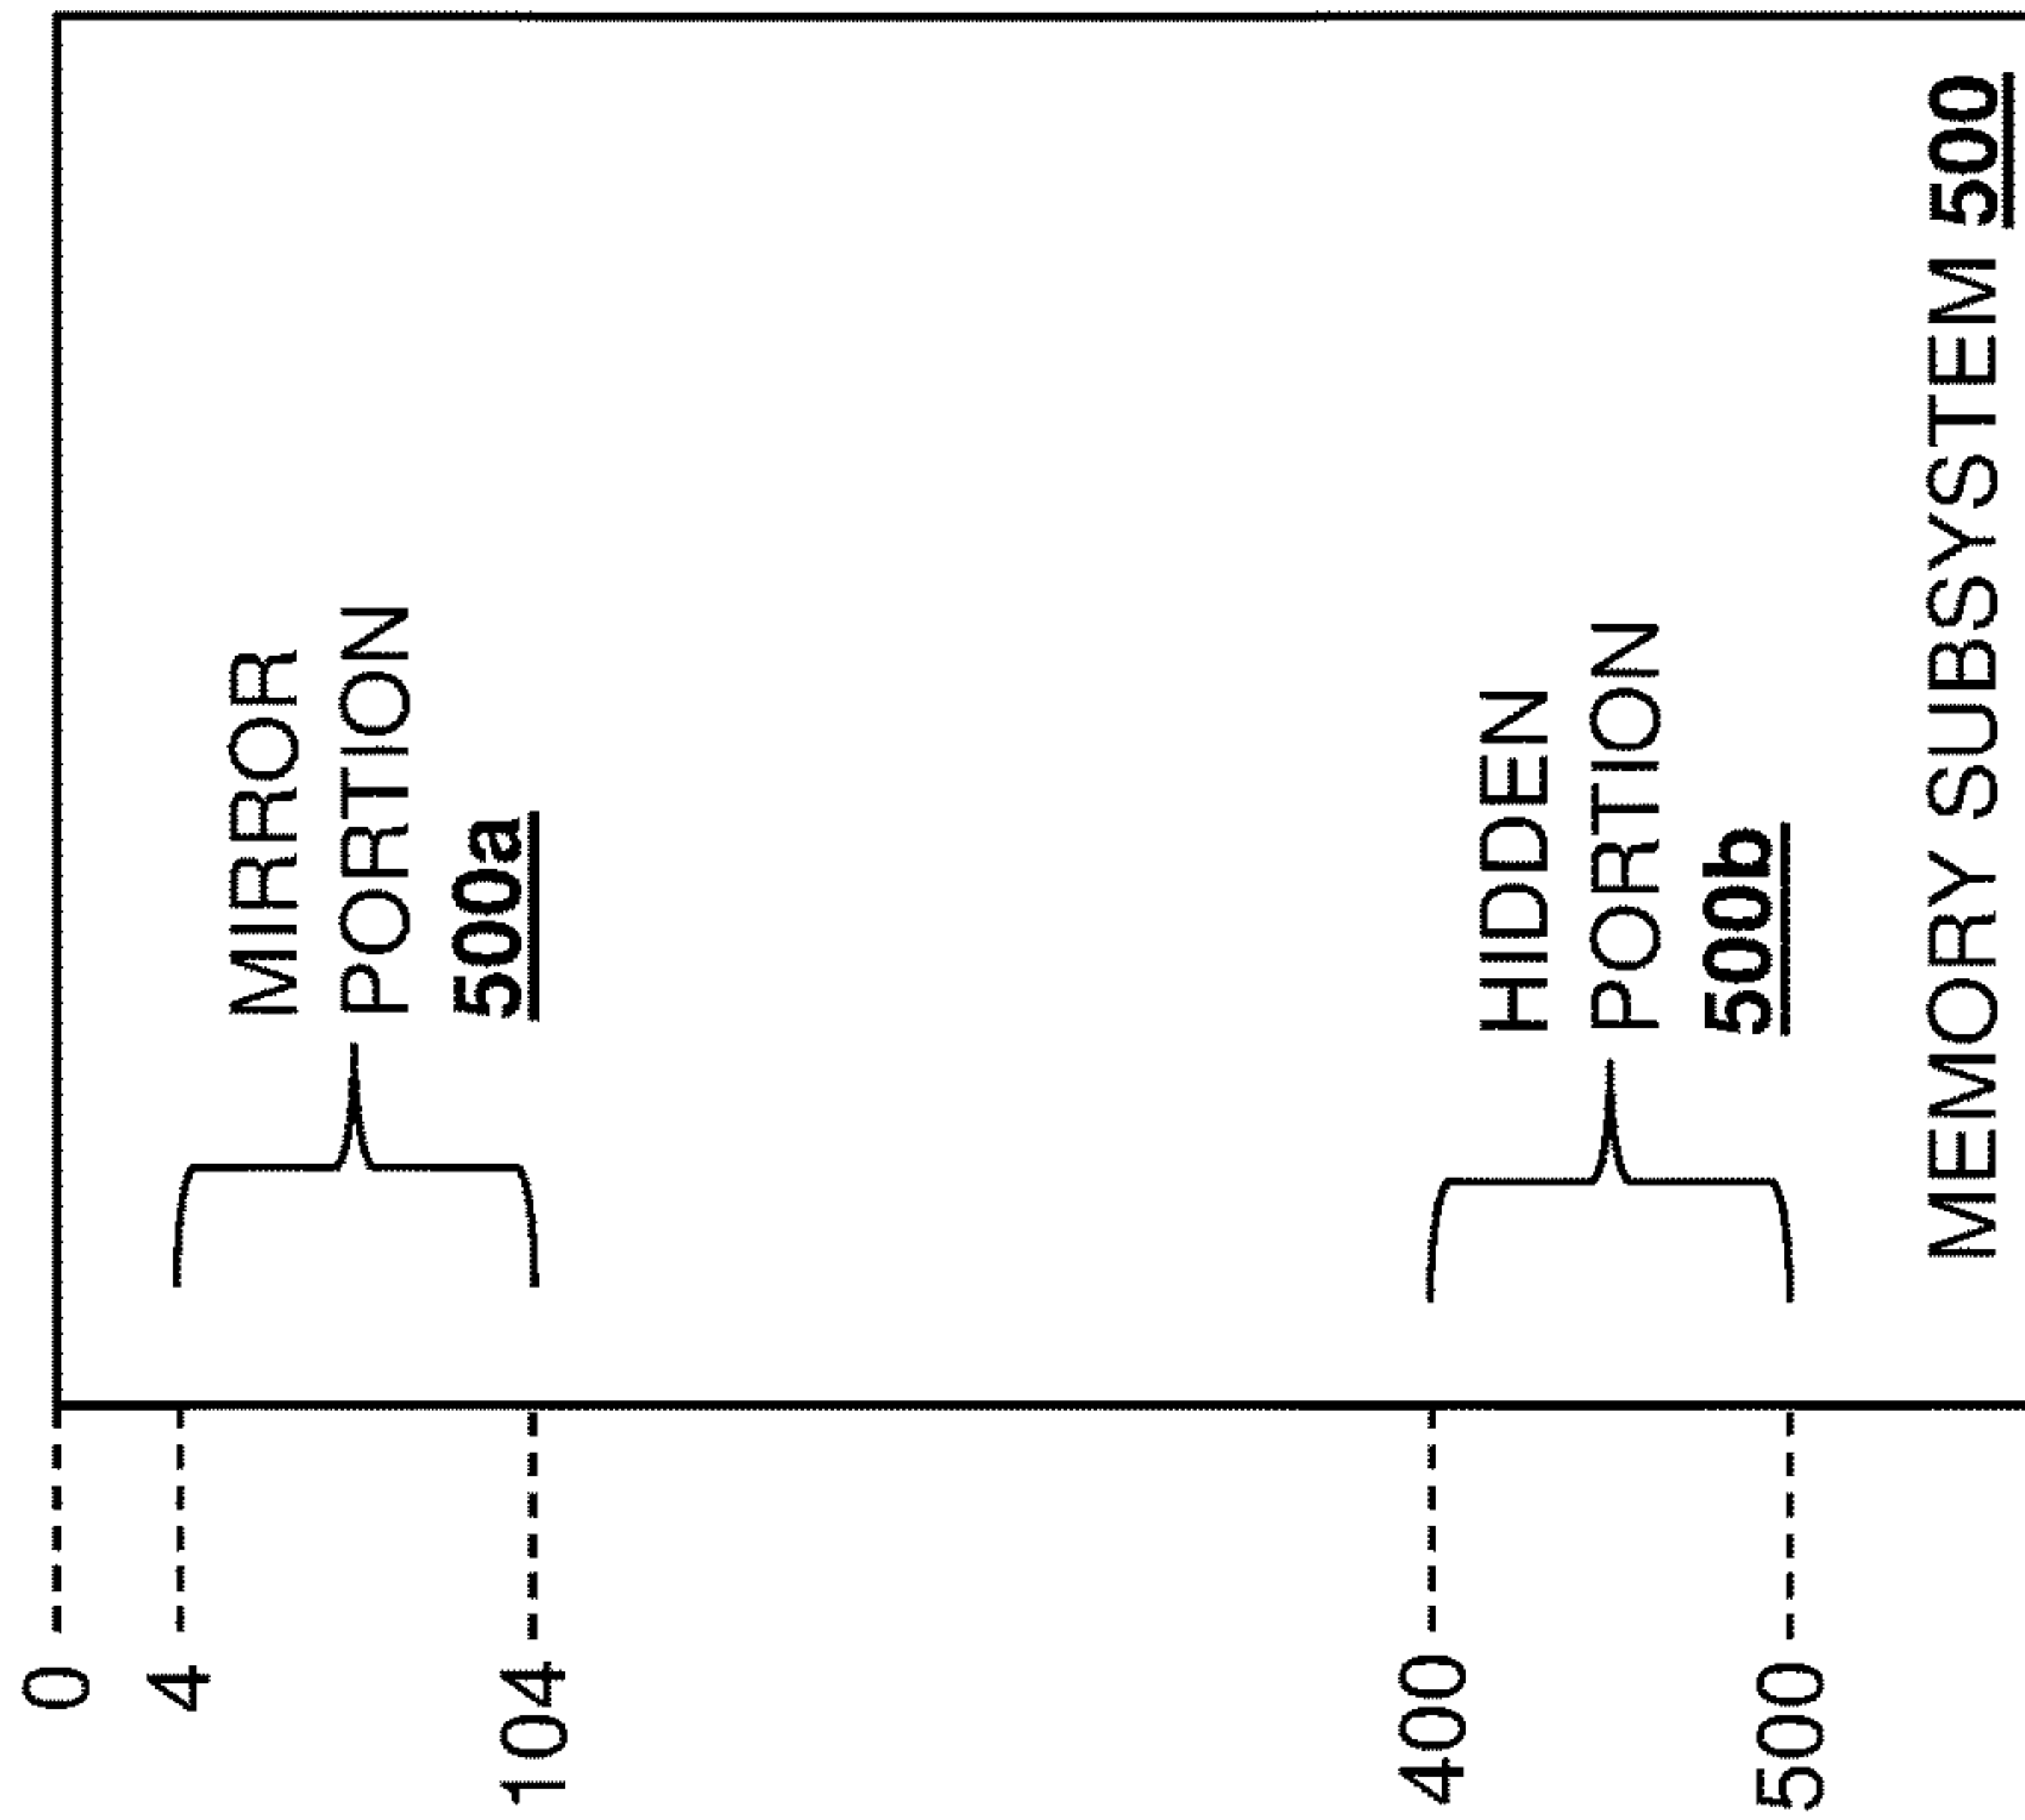 0
4
MIRROR
PORTION
500a
104
400
HIDDEN
PORTION
500b
500
MEMORY SUBSYSTEM 500